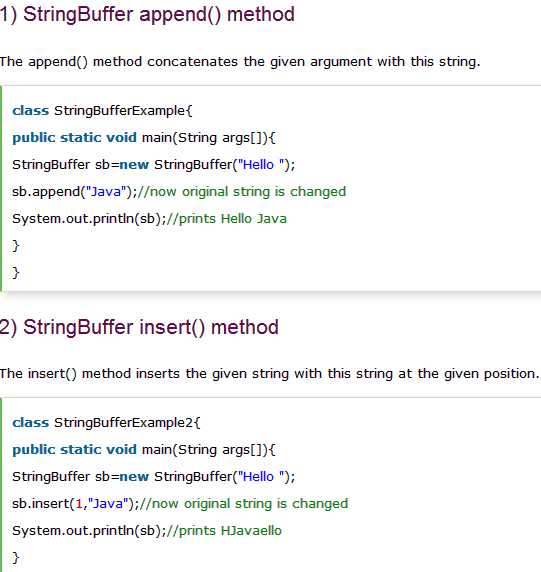 1) StringBuffer append() method
The append() method concatenates the given argument with this string.
class StringBufferExample{
public static void main(String args[]){
StringBuffer sb=new StringBuffer("Hello ");
sb.append("Java");//now original string is changed
System.out.println(sb);//prints Hello Java
}
}
2) StringBuffer insert() method
The insert() method inserts the given string with this string at the given position.
class StringBufferExample2{
public static void main(String args[]){
StringBuffer sb=new StringBuffer("Hello ");
sb.insert(1,"Java");//now original string is changed
System.out.println(sb);//prints HJavaello
}